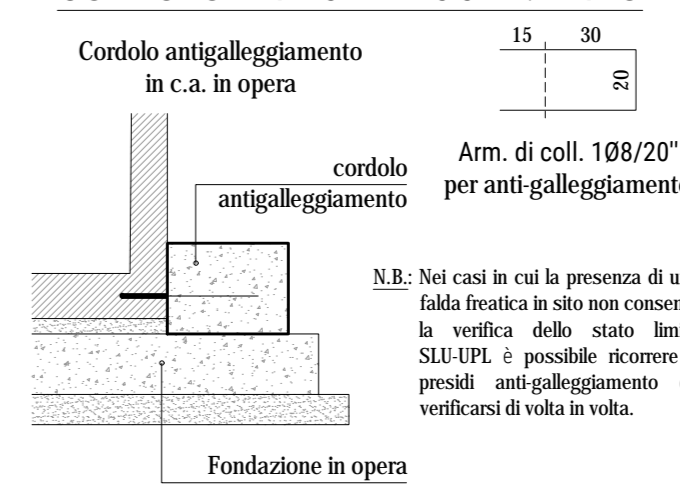 Cordolo antigalleggiamento
in c.a. in opera
15 30
20
Arm. di coll. 1Ø8/20"
per anti-galleggiamento
cordolo
antigalleggiamento
N.B.: Nei casi in cui la presenza di
falda freatica in sito non
la verifica dello stato
SLU-UPL è possibile ricorrere
presidi anti-galleggiamento
verificarsi di volta in volta.
Fondazione in opera